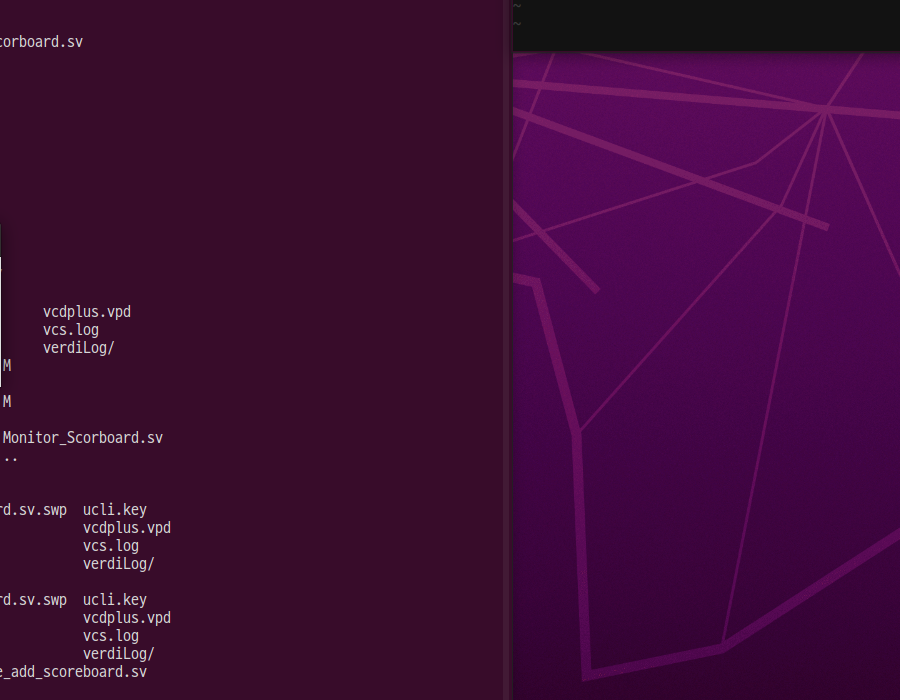 ~
~
corboard.sv
vcdplus.vpd
vcs.log
verdiLog/
M
M
Monitor_Scorboard.sv
..
rd.sv.swp ucli.key
vcdplus.vpd
vcs.log
verdiLog/
rd.sv.swp ucli.key
vcdplus.vpd
vcs.log
verdiLog/
e_add_scoreboard.sv